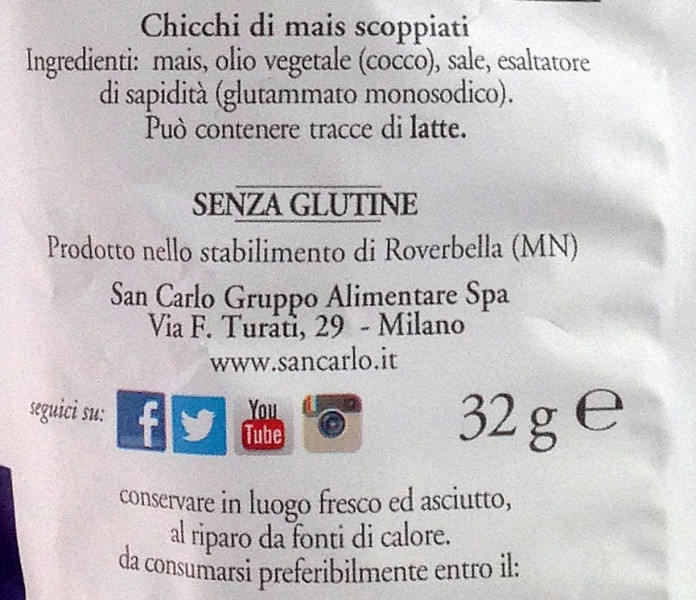 Chicchi di mais scoppiati
Ingredienti: mais, olio vegetale (cocco), sale, esaltatore
di sapidità (glutammato monosodico).
Può contenere tracce di latte.
SENZA GLUTINE
Prodotto nello stabilimento di Roverbella (MN)
San Carlo Gruppo Alimentare Spa
Via F. Turati, 29 - Milano
www.sancarlo.it
seguici su: f You Tube 32 g ℮
conservare in luogo fresco ed asciutto,
al riparo da fonti di calore.
da consumarsi preferibilmente entro il: